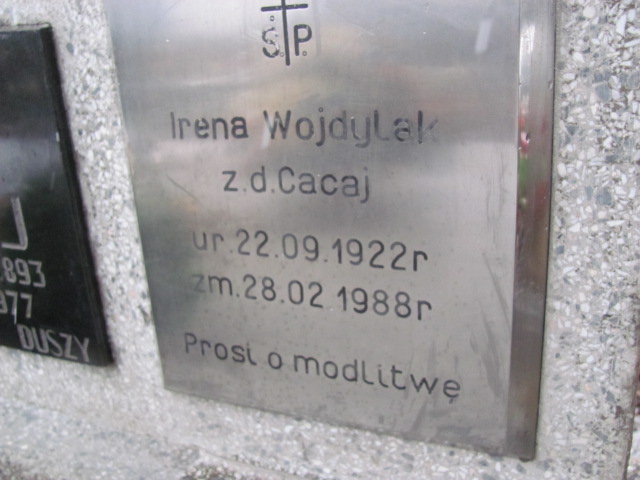 Ś.P.
Irena Wojdylak
z.d.Cacaj
ur.22.09.1922r
zm.28.02.1988r
Prosi o modlitwę
J
893
977
DUSZY